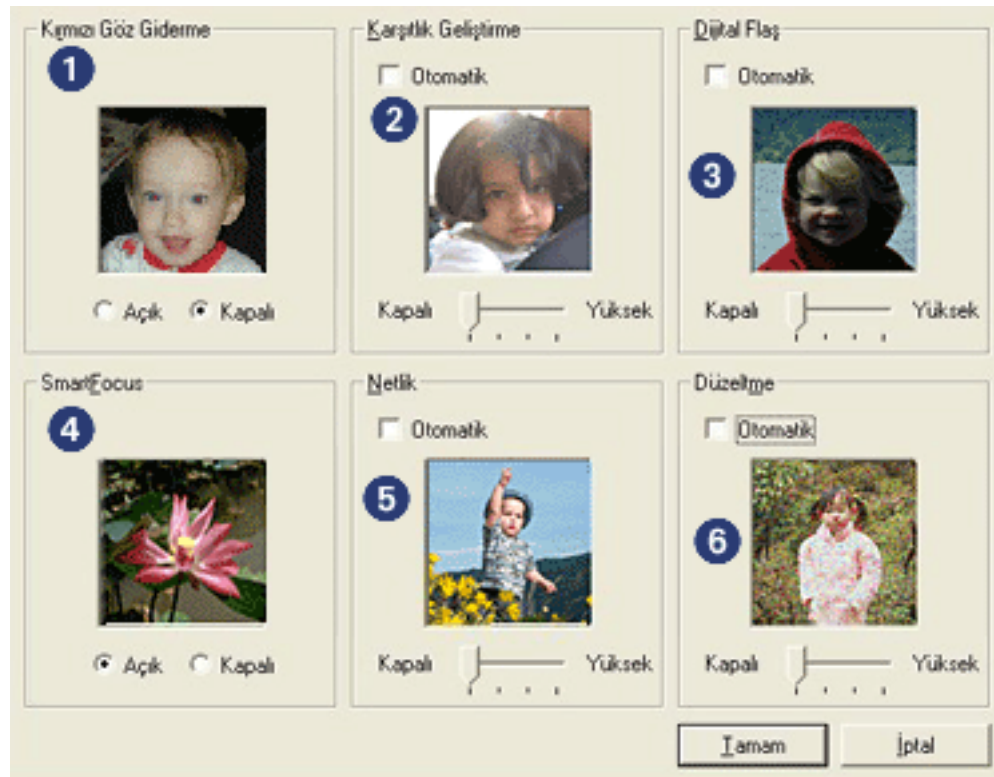 Kırmızı Göz Giderme
1
Açık Kapalı
Karşıtlık Geliştirme
Otomatik
2
Kapalı Yüksek
Dijital Flaş
Otomatik
3
Kapalı Yüksek
SmartFocus
4
Açık Kapalı
Netlik
Otomatik
5
Kapalı Yüksek
Düzeltme
Otomatik
6
Kapalı Yüksek
Tamam İptal